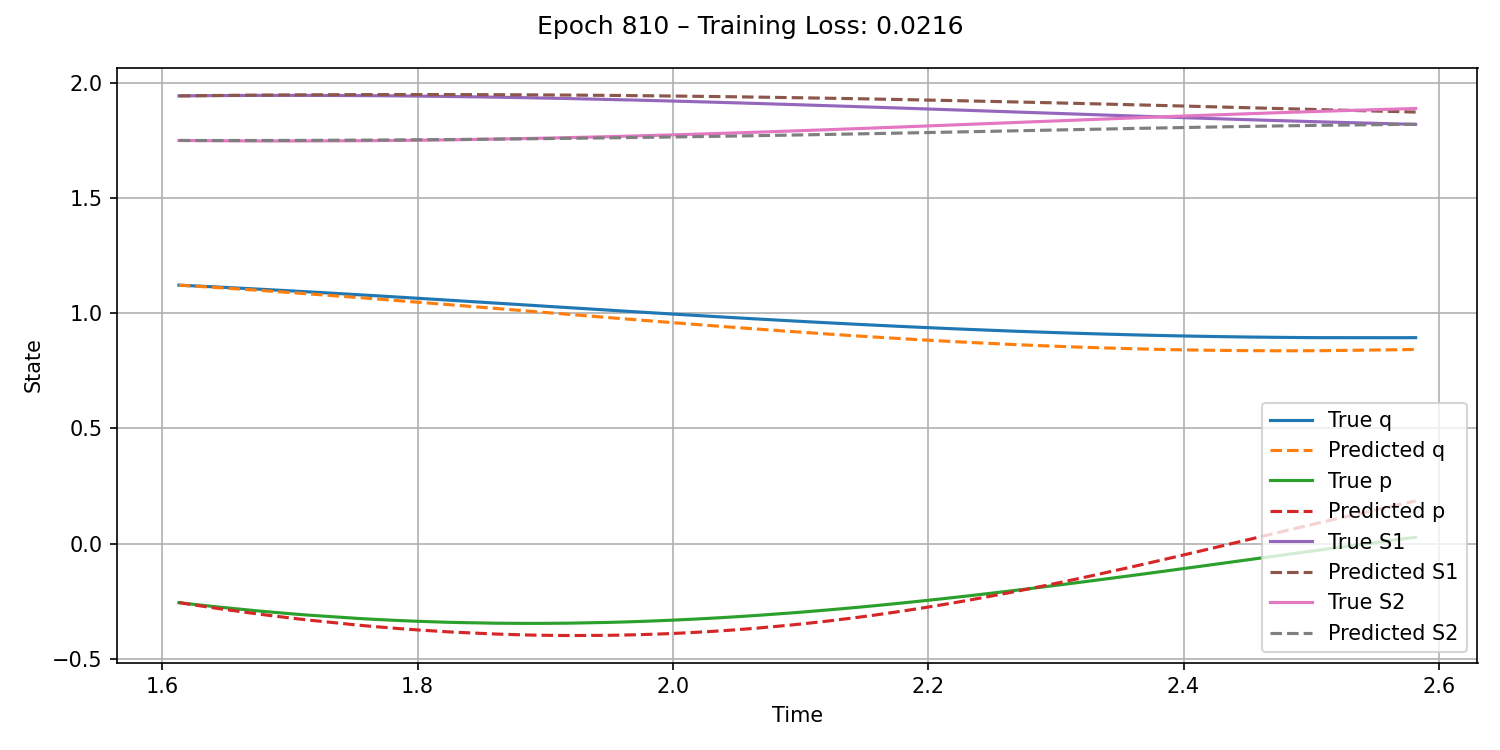 Epoch 810 – Training Loss: 0.0216
2.0
1.5
1.0
0.5
0.0
−0.5
State
True q
Predicted q
True p
Predicted p
True S1
Predicted S1
True S2
Predicted S2
1.6 1.8 2.0 2.2 2.4 2.6
Time